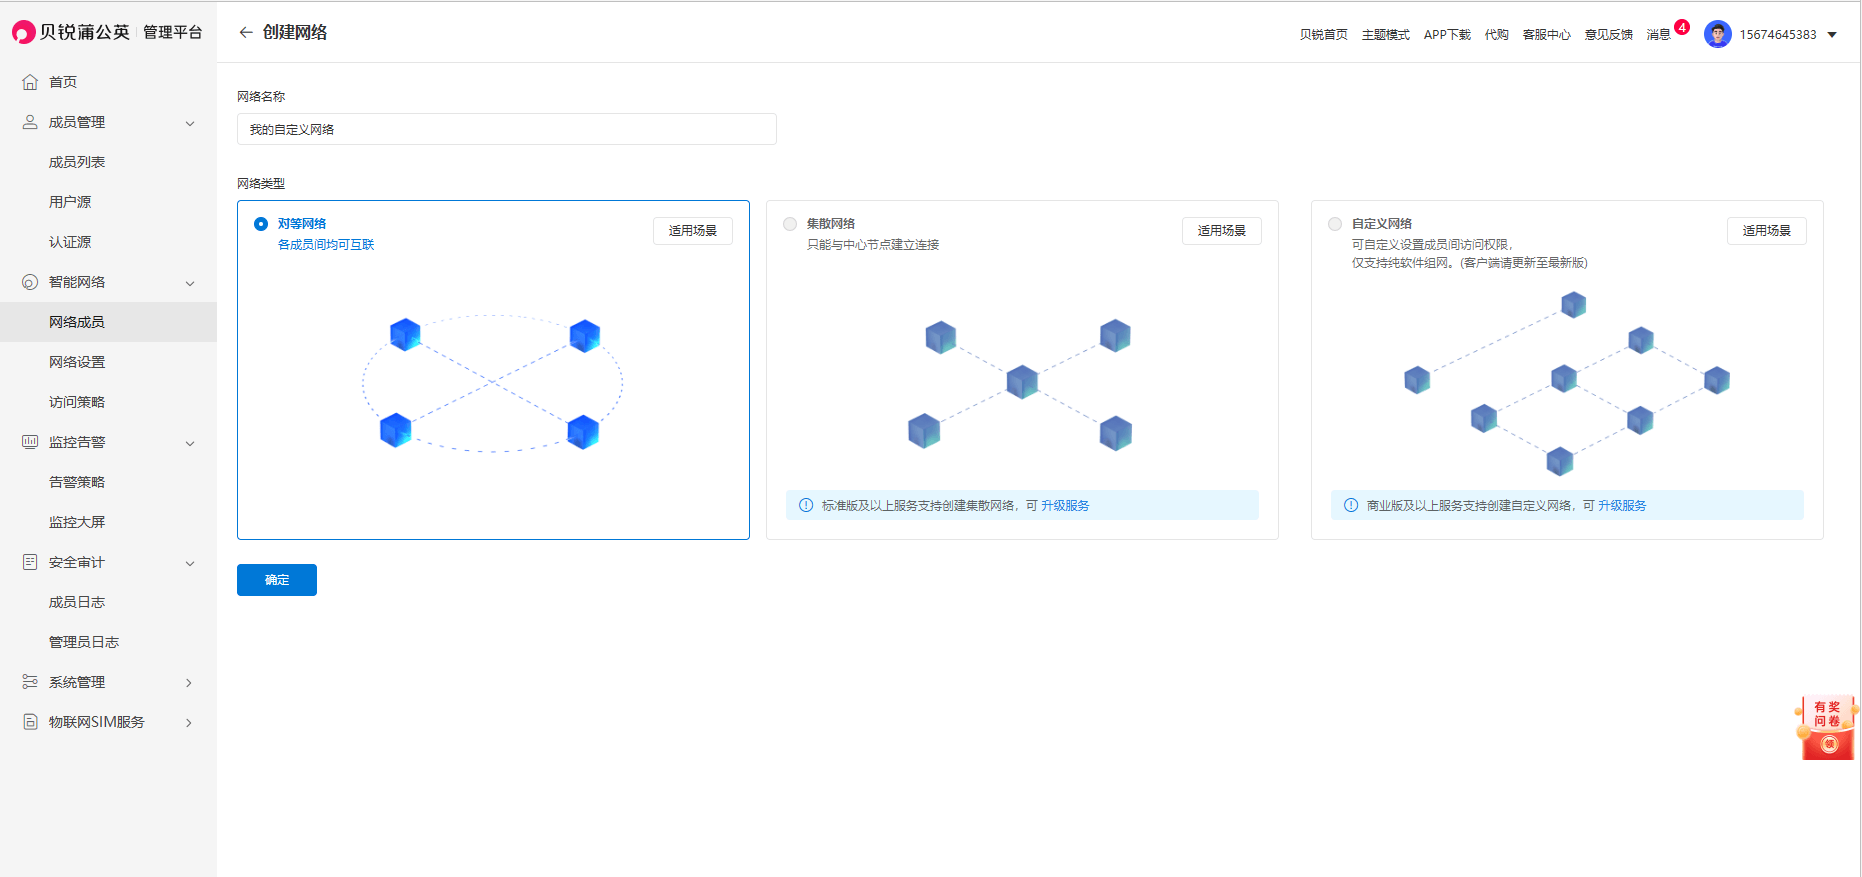 贝锐蒲公英 管理平台
创建网络
贝锐首页 主题模式 APP下载 代购 客服中心 意见反馈 消息 4 15674645383
首页
成员管理
成员列表
用户源
认证源
智能网络
网络成员
网络设置
访问策略
监控告警
告警策略
监控大屏
安全审计
成员日志
管理员日志
系统管理
物联网SIM服务
网络名称
我的自定义网络
网络类型
对等网络
各成员间均可互联
适用场景
集散网络
只能与中心节点建立连接
适用场景
标准版及以上服务支持创建集散网络，可 升级服务
自定义网络
可自定义设置成员间访问权限，
仅支持纯软件组网。(客户端请更新至最新版)
适用场景
商业版及以上服务支持创建自定义网络，可 升级服务
确定
有奖
问卷
领